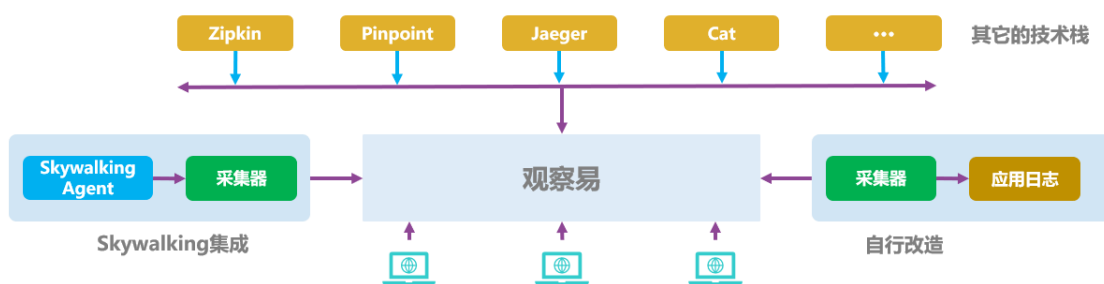 Zipkin
Pinpoint
Jaeger
Cat
•••
其它的技术栈
Skywalking
Agent
采集器
观察易
采集器
应用日志
Skywalking集成
自行改造